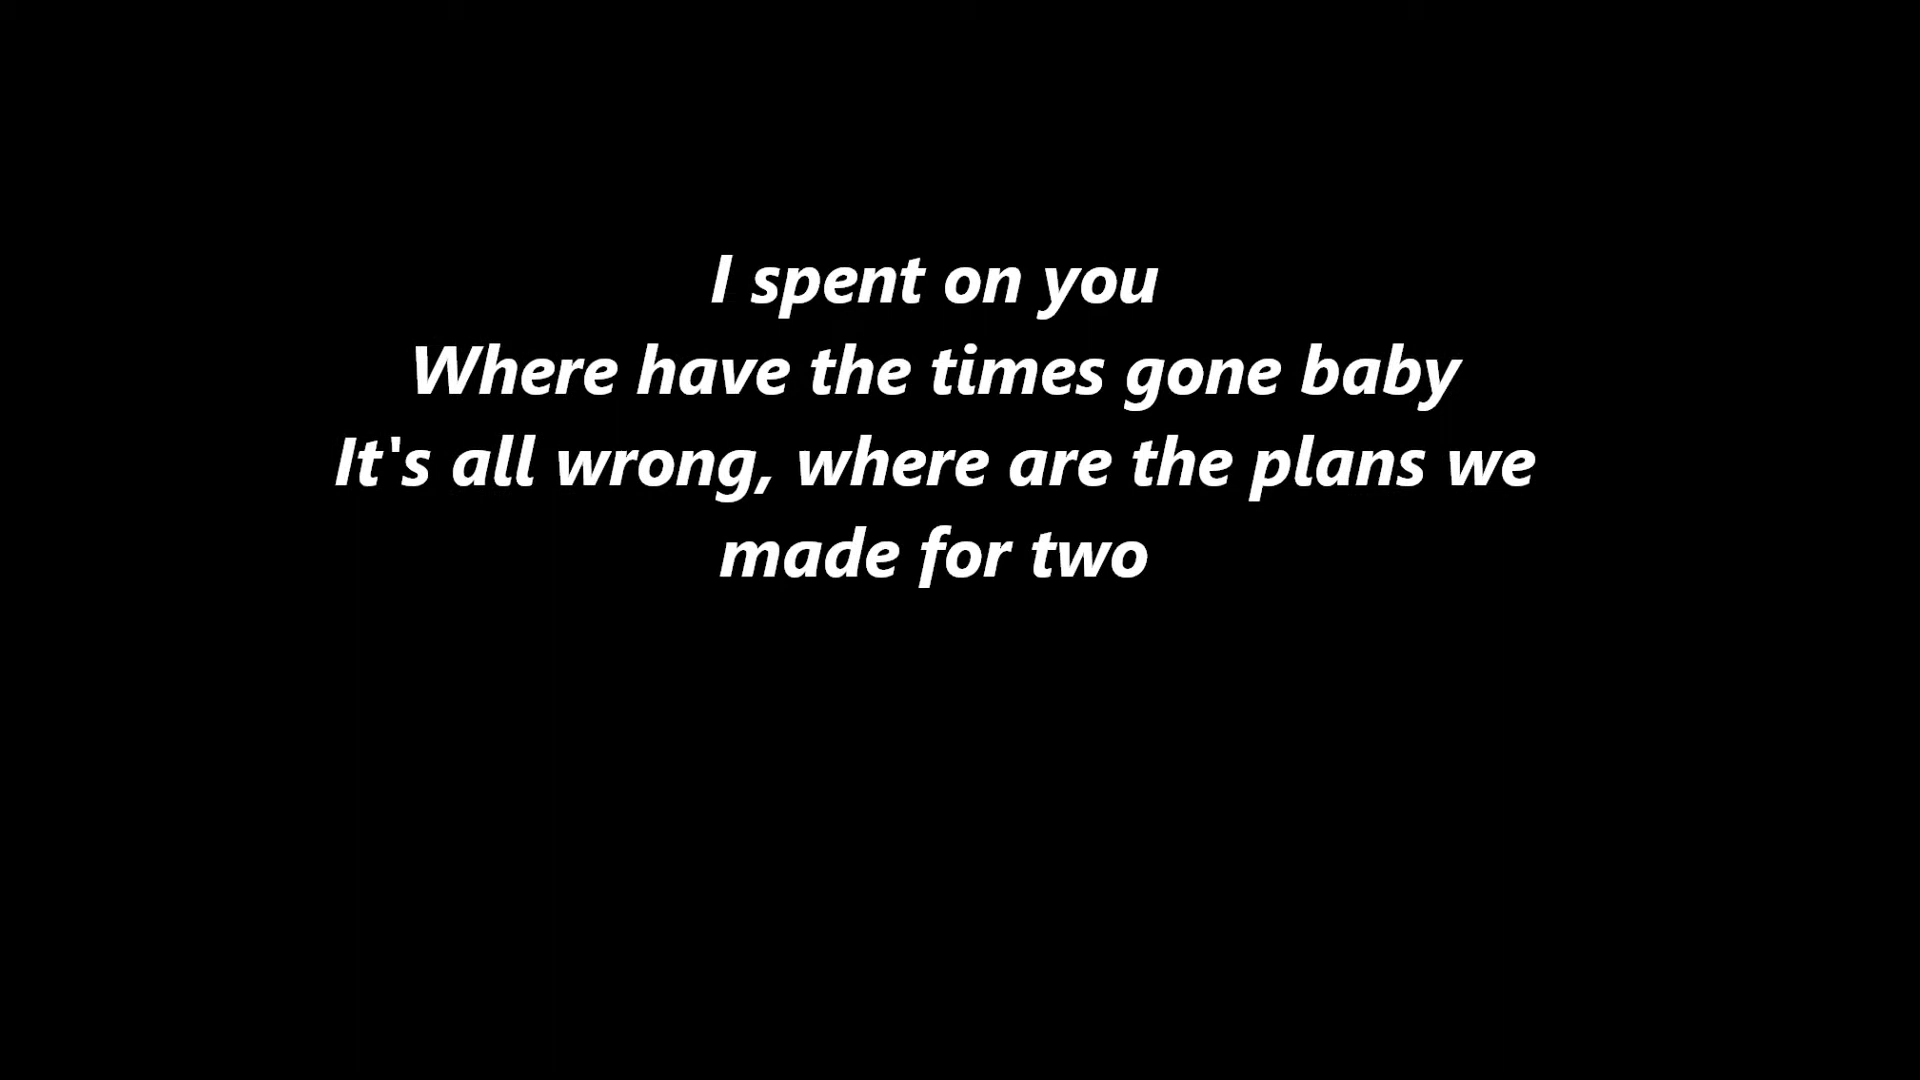 I spent on you
Where have the times gone baby
It's all wrong, where are the plans we
made for two